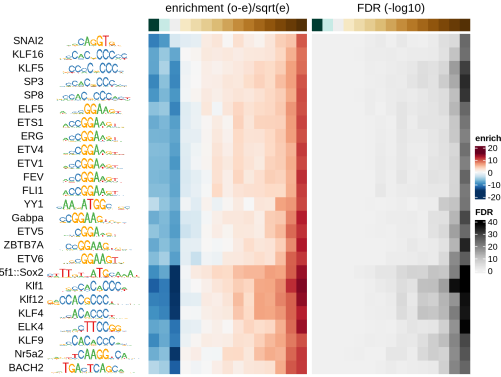 enrichment (o-e)/sqrt(e)
FDR (-log10)
SNAI2
KLF16
KLF5
SP3
SP8
ELF5
ETS1
ERG
ETV4
ETV1
FEV
FLI1
YY1
Gabpa
ETV5
ZBTB7A
ETV6
5f1::Sox2
Klf1
Klf12
KLF4
ELK4
KLF9
Nr5a2
BACH2
enrich
20
10
0
-10
-20
FDR
40
30
20
10
0